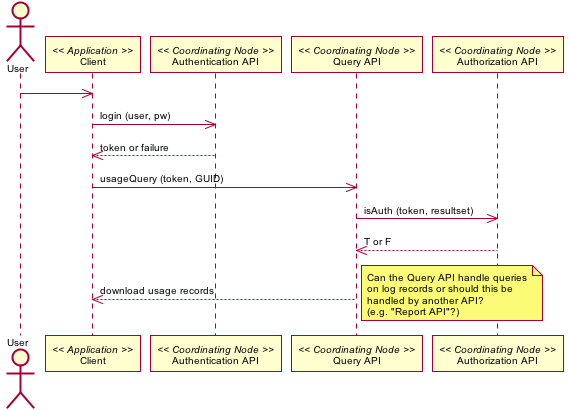 User
<< Application >>
Client
<< Coordinating Node >>
Authentication API
<< Coordinating Node >>
Query API
<< Coordinating Node >>
Authorization API
login (user, pw)
token or failure
usageQuery (token, GUID)
isAuth (token, resultset)
T or F
Can the Query API handle queries
on log records or should this be
handled by another API?
(e.g. "Report API"?)
download usage records
User
<< Application >>
Client
<< Coordinating Node >>
Authentication API
<< Coordinating Node >>
Query API
<< Coordinating Node >>
Authorization API